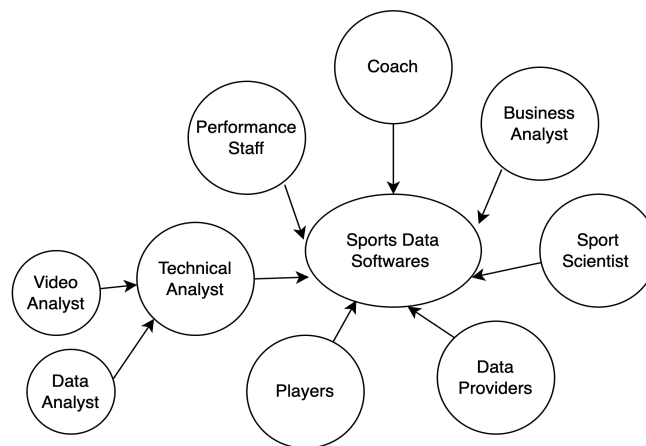 Coach
Performance
Staff
Business
Analyst
Sports Data
Softwares
Sport
Scientist
Technical
Analyst
Video
Analyst
Data
Analyst
Players
Data
Providers